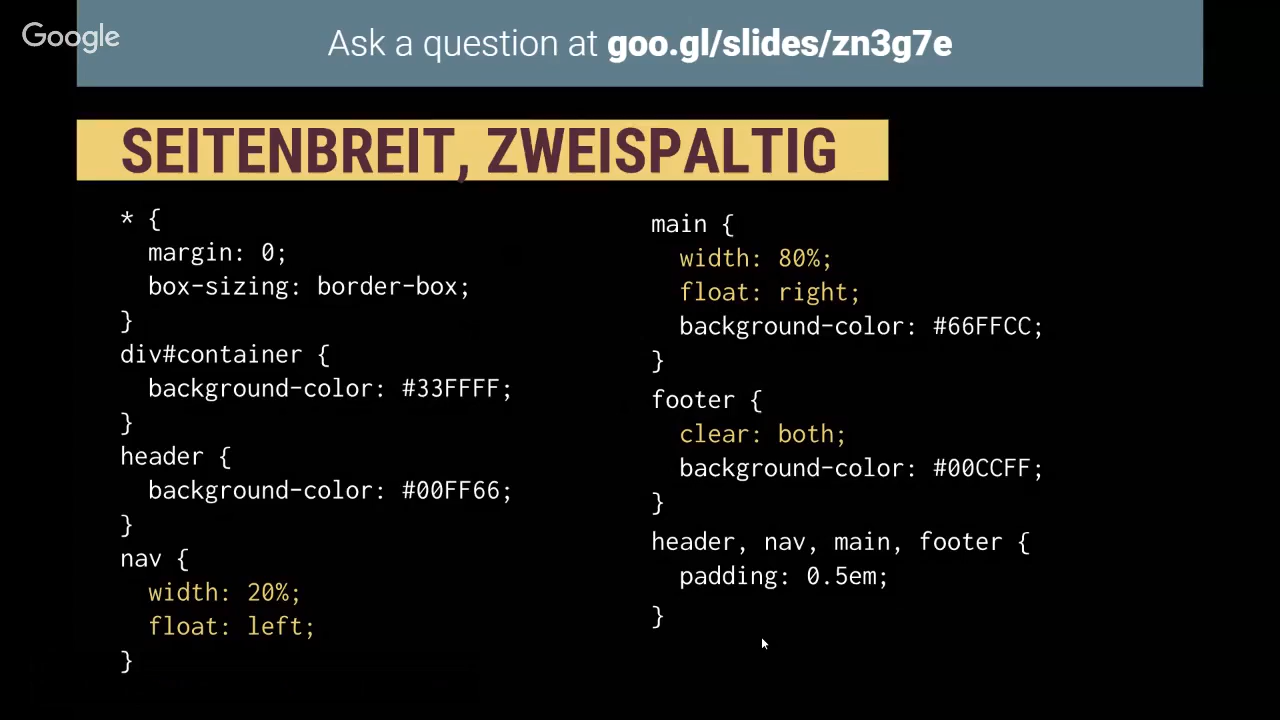 Google
Ask a question at goo.gl/slides/zn3g7e
SEITENBREIT, ZWEISPALTIG
* {
  margin: 0;
  box-sizing: border-box;
}
div#container {
  background-color: #33FFFF;
}
header {
  background-color: #00FF66;
}
nav {
  width: 20%;
  float: left;
}
main {
  width: 80%;
  float: right;
  background-color: #66FFCC;
}
footer {
  clear: both;
  background-color: #00CCFF;
}
header, nav, main, footer {
  padding: 0.5em;
}